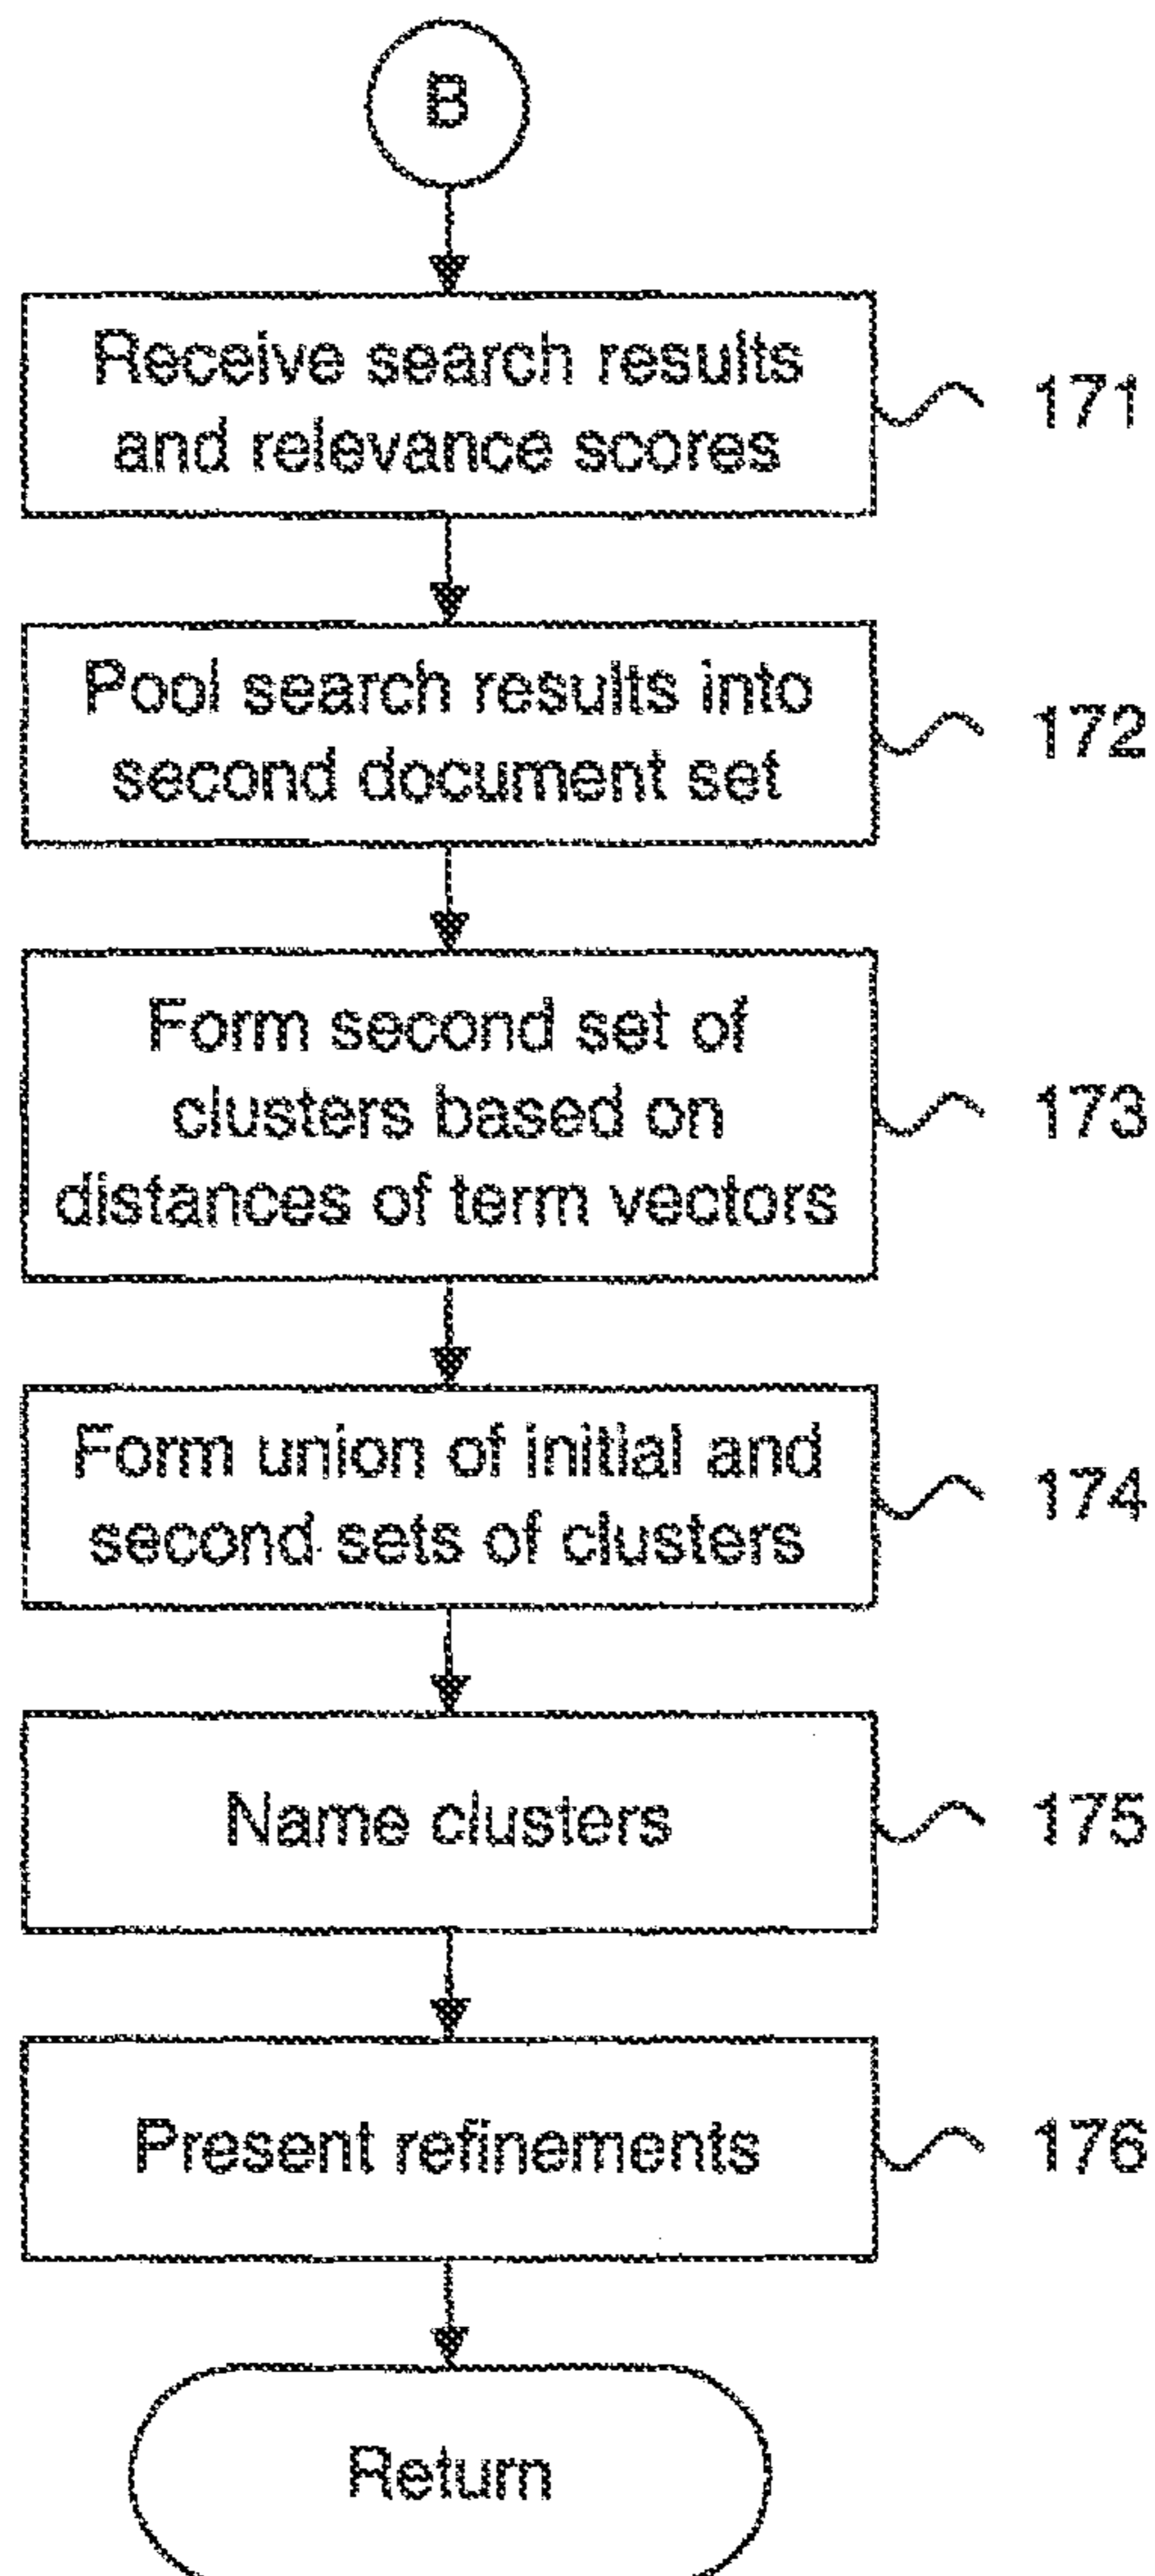 B
Receive search results
and relevance scores
171
Pool search results into
second document set
172
Form second set of
clusters based on
distances of term vectors
173
Form union of initial and
second sets of clusters
174
Name clusters
175
Present refinements
176
Return